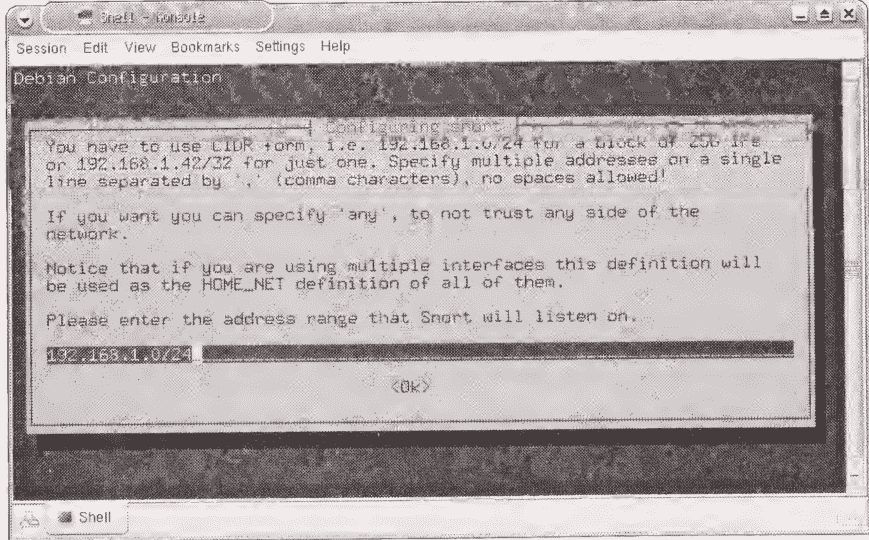 Shell - Konsole
Session Edit View Bookmarks Settings Help
Debian Configuration
Configuring snort
You have to use CIDR form, i.e. 192.168.1.0/24 for a block of 256 IPs
or 192.168.1.42/32 for just one. Specify multiple addresses on a single
line separated by ',' (comma characters), no spaces allowed!
If you want you can specify 'any', to not trust any side of the
network.
Notice that if you are using multiple interfaces this definition will
be used as the HOME_NET definition of all of them.
Please enter the address range that Snort will listen on.
192.168.1.0/24
<Ok>
Shell